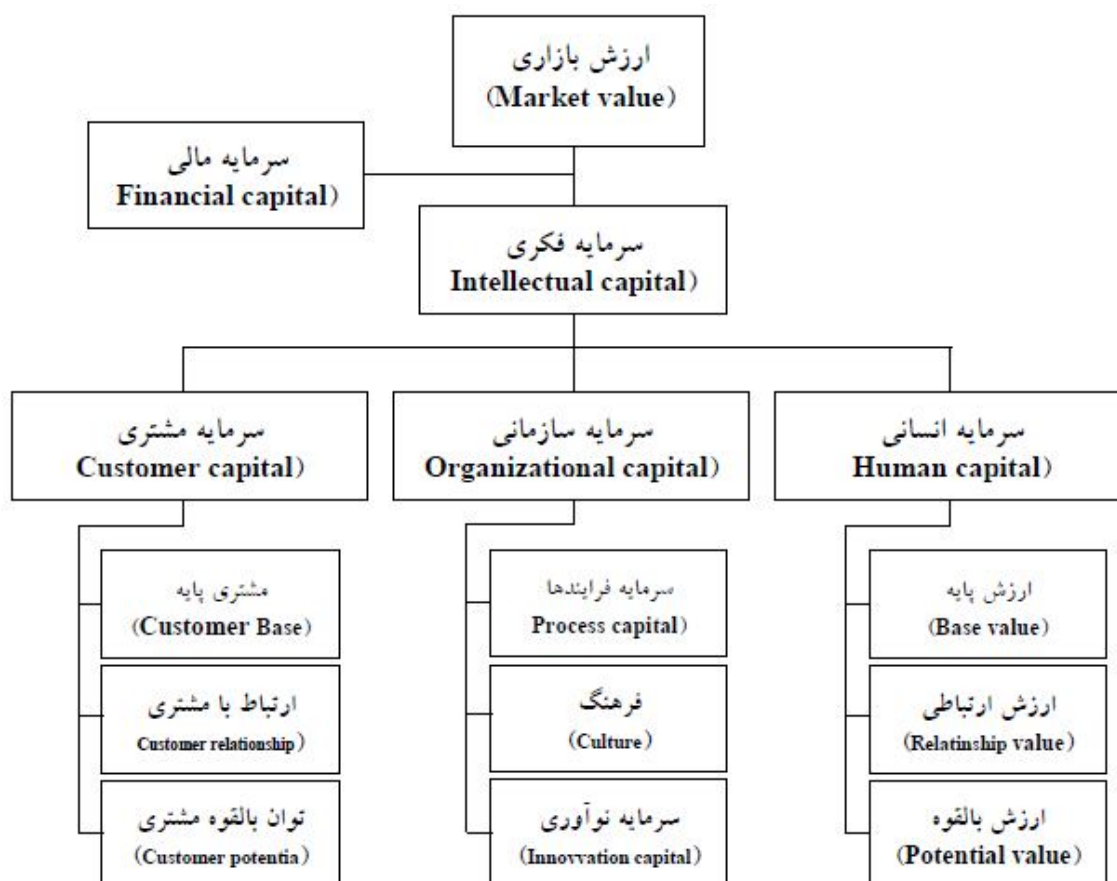 ارزش بازاری
(Market value)
سرمایه مالی
Financial capital)
سرمایه فکری
Intellectual capital)
سرمایه مشتری
Customer capital)
سرمایه سازمانی
Organizational capital)
سرمایه انسانی
Human capital)
مشتری پایه
(Customer Base)
ارتباط با مشتری
Customer relationship)
توان بالقوه مشتری
(Customer potentia)
سرمایه فرایندها
Process capital)
فرهنگ
(Culture)
سرمایه نوآوری
(Innovvation capital)
ارزش پایه
(Base value)
ارزش ارتباطی
(Relatinship value)
ارزش بالقوه
(Potential value)